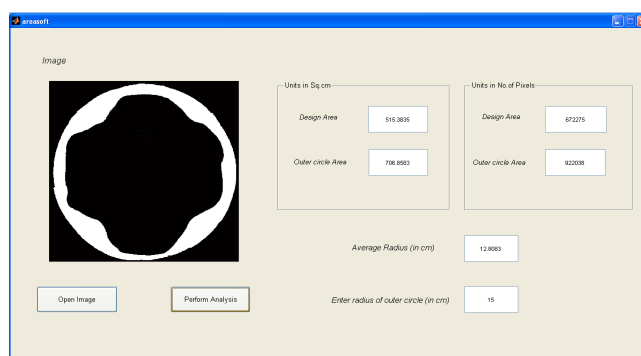 areasoft
Image
Units in Sq.cm
Design Area 515.3835
Outer circle Area 706.8583
Units in No.of Pixels
Design Area 672275
Outer circle Area 922036
Average Radius (in cm) 12.8083
Enter radius of outer circle (in cm) 15
Open Image
Perform Analysis